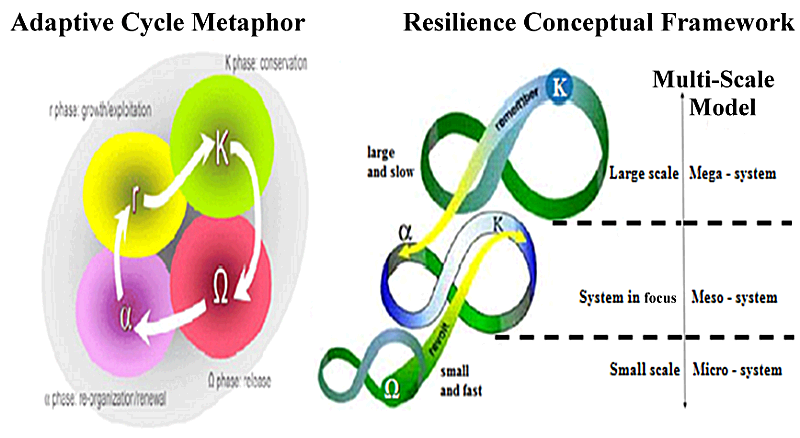 Adaptive Cycle Metaphor
K phase: conservation
r phase: growth/exploitation
K
r
Ω
α
Ω phase: release
α phase: re-organization/renewal
Resilience Conceptual Framework
Multi-Scale
Model
K
remember
large
and slow
Large scale
Mega - system
α
K
System in focus
Meso - system
revolt
small
and fast
Ω
Small scale
Micro - system